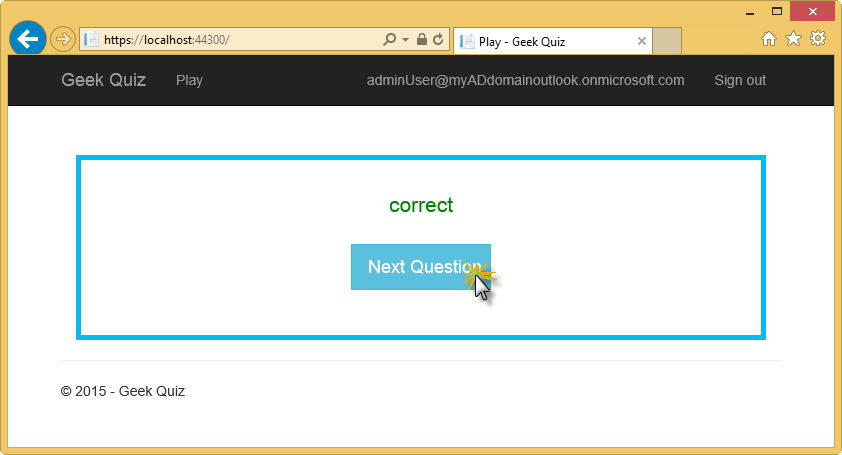 https://localhost:44300/
Play - Geek Quiz
Geek Quiz Play adminUser@myADdomainoutlook.onmicrosoft.com Sign out
correct
Next Question
© 2015 - Geek Quiz